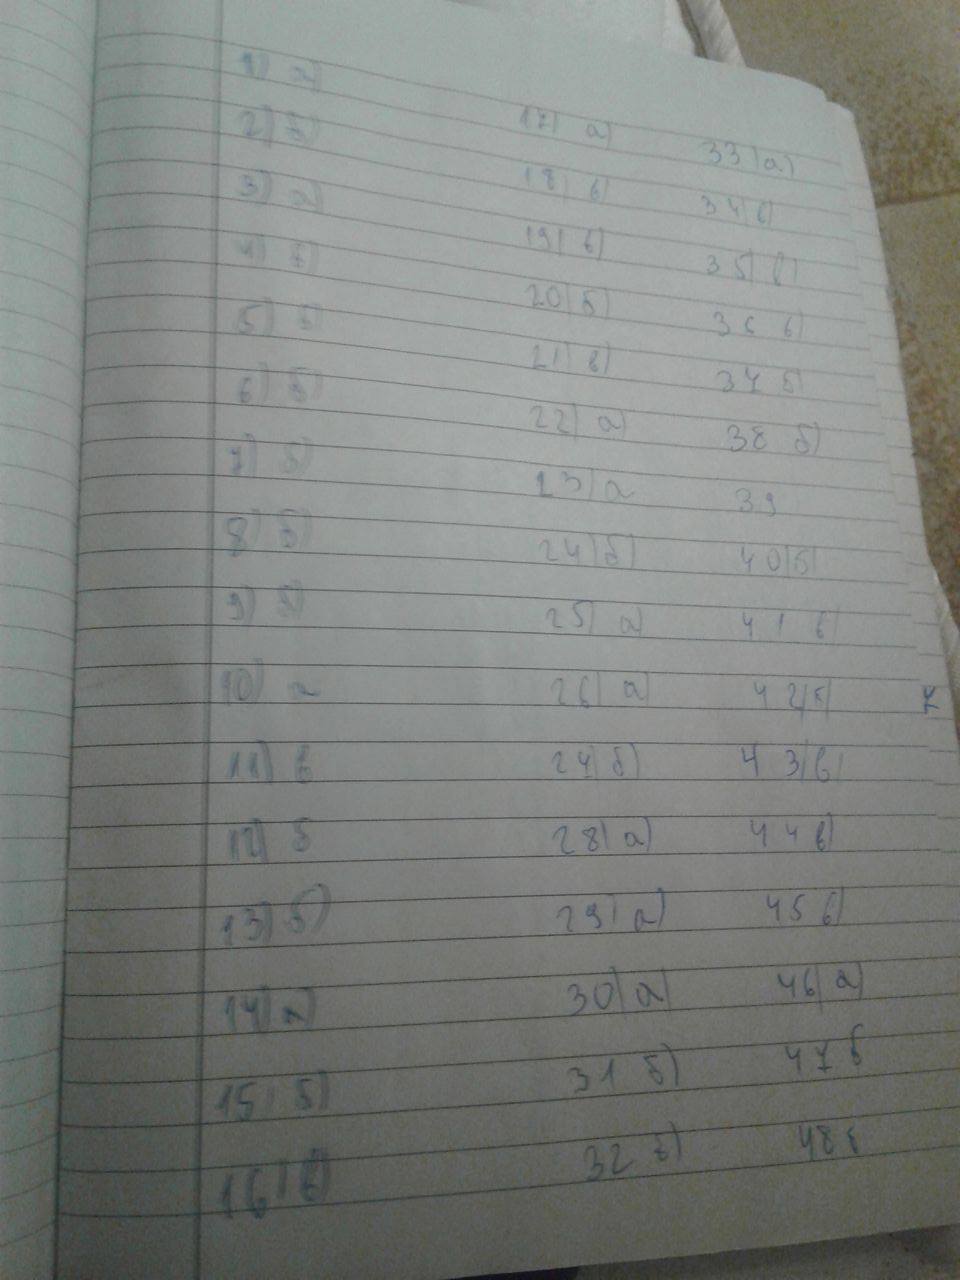 1) а)
2)
3) а)
4)
5)
6) б)
7) б)
8) б)
9)
10) а
11) в
12) б
13) б)
14) а)
15) б)
16) в)
17) а)
18) в)
19) в)
20) б)
21) в)
22) а)
23) а
24) б)
25) а)
26) а)
27) б)
28) а)
29) а)
30) а)
31 б)
32
33) а)
34) в)
35) в)
36 в)
37 б)
38 б)
39
40) б)
41 в)
42)
43) в)
44 в)
45 в)
46) а)
47 в
48